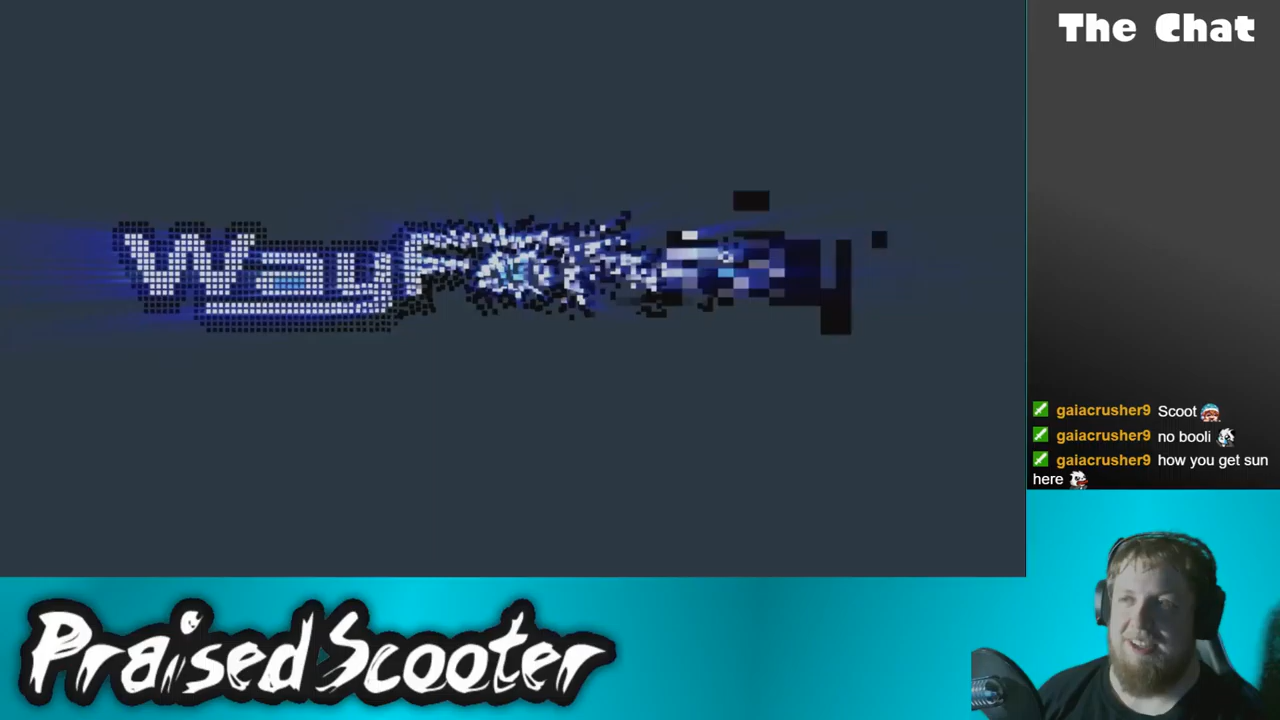 The Chat
gaiacrusher9 Scoot
gaiacrusher9 no booli
gaiacrusher9 how you get sun
here
PraisedScooter